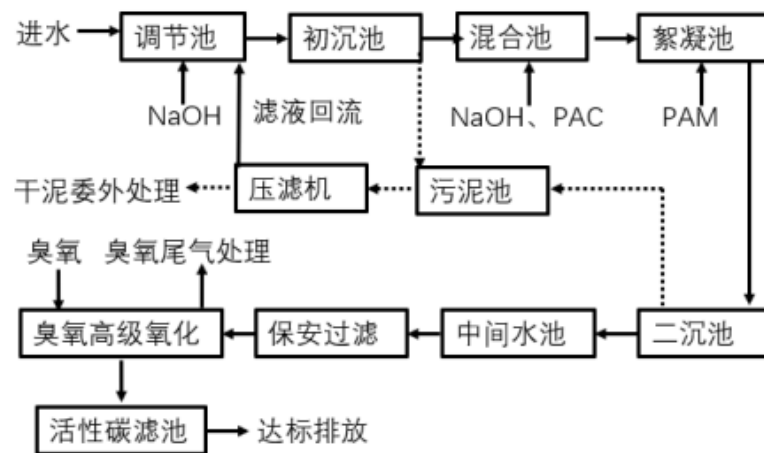 进水
调节池
初沉池
混合池
絮凝池
NaOH
滤液回流
NaOH、PAC
PAM
干泥委外处理
压滤机
污泥池
臭氧
臭氧尾气处理
臭氧高级氧化
保安过滤
中间水池
二沉池
活性碳滤池
达标排放